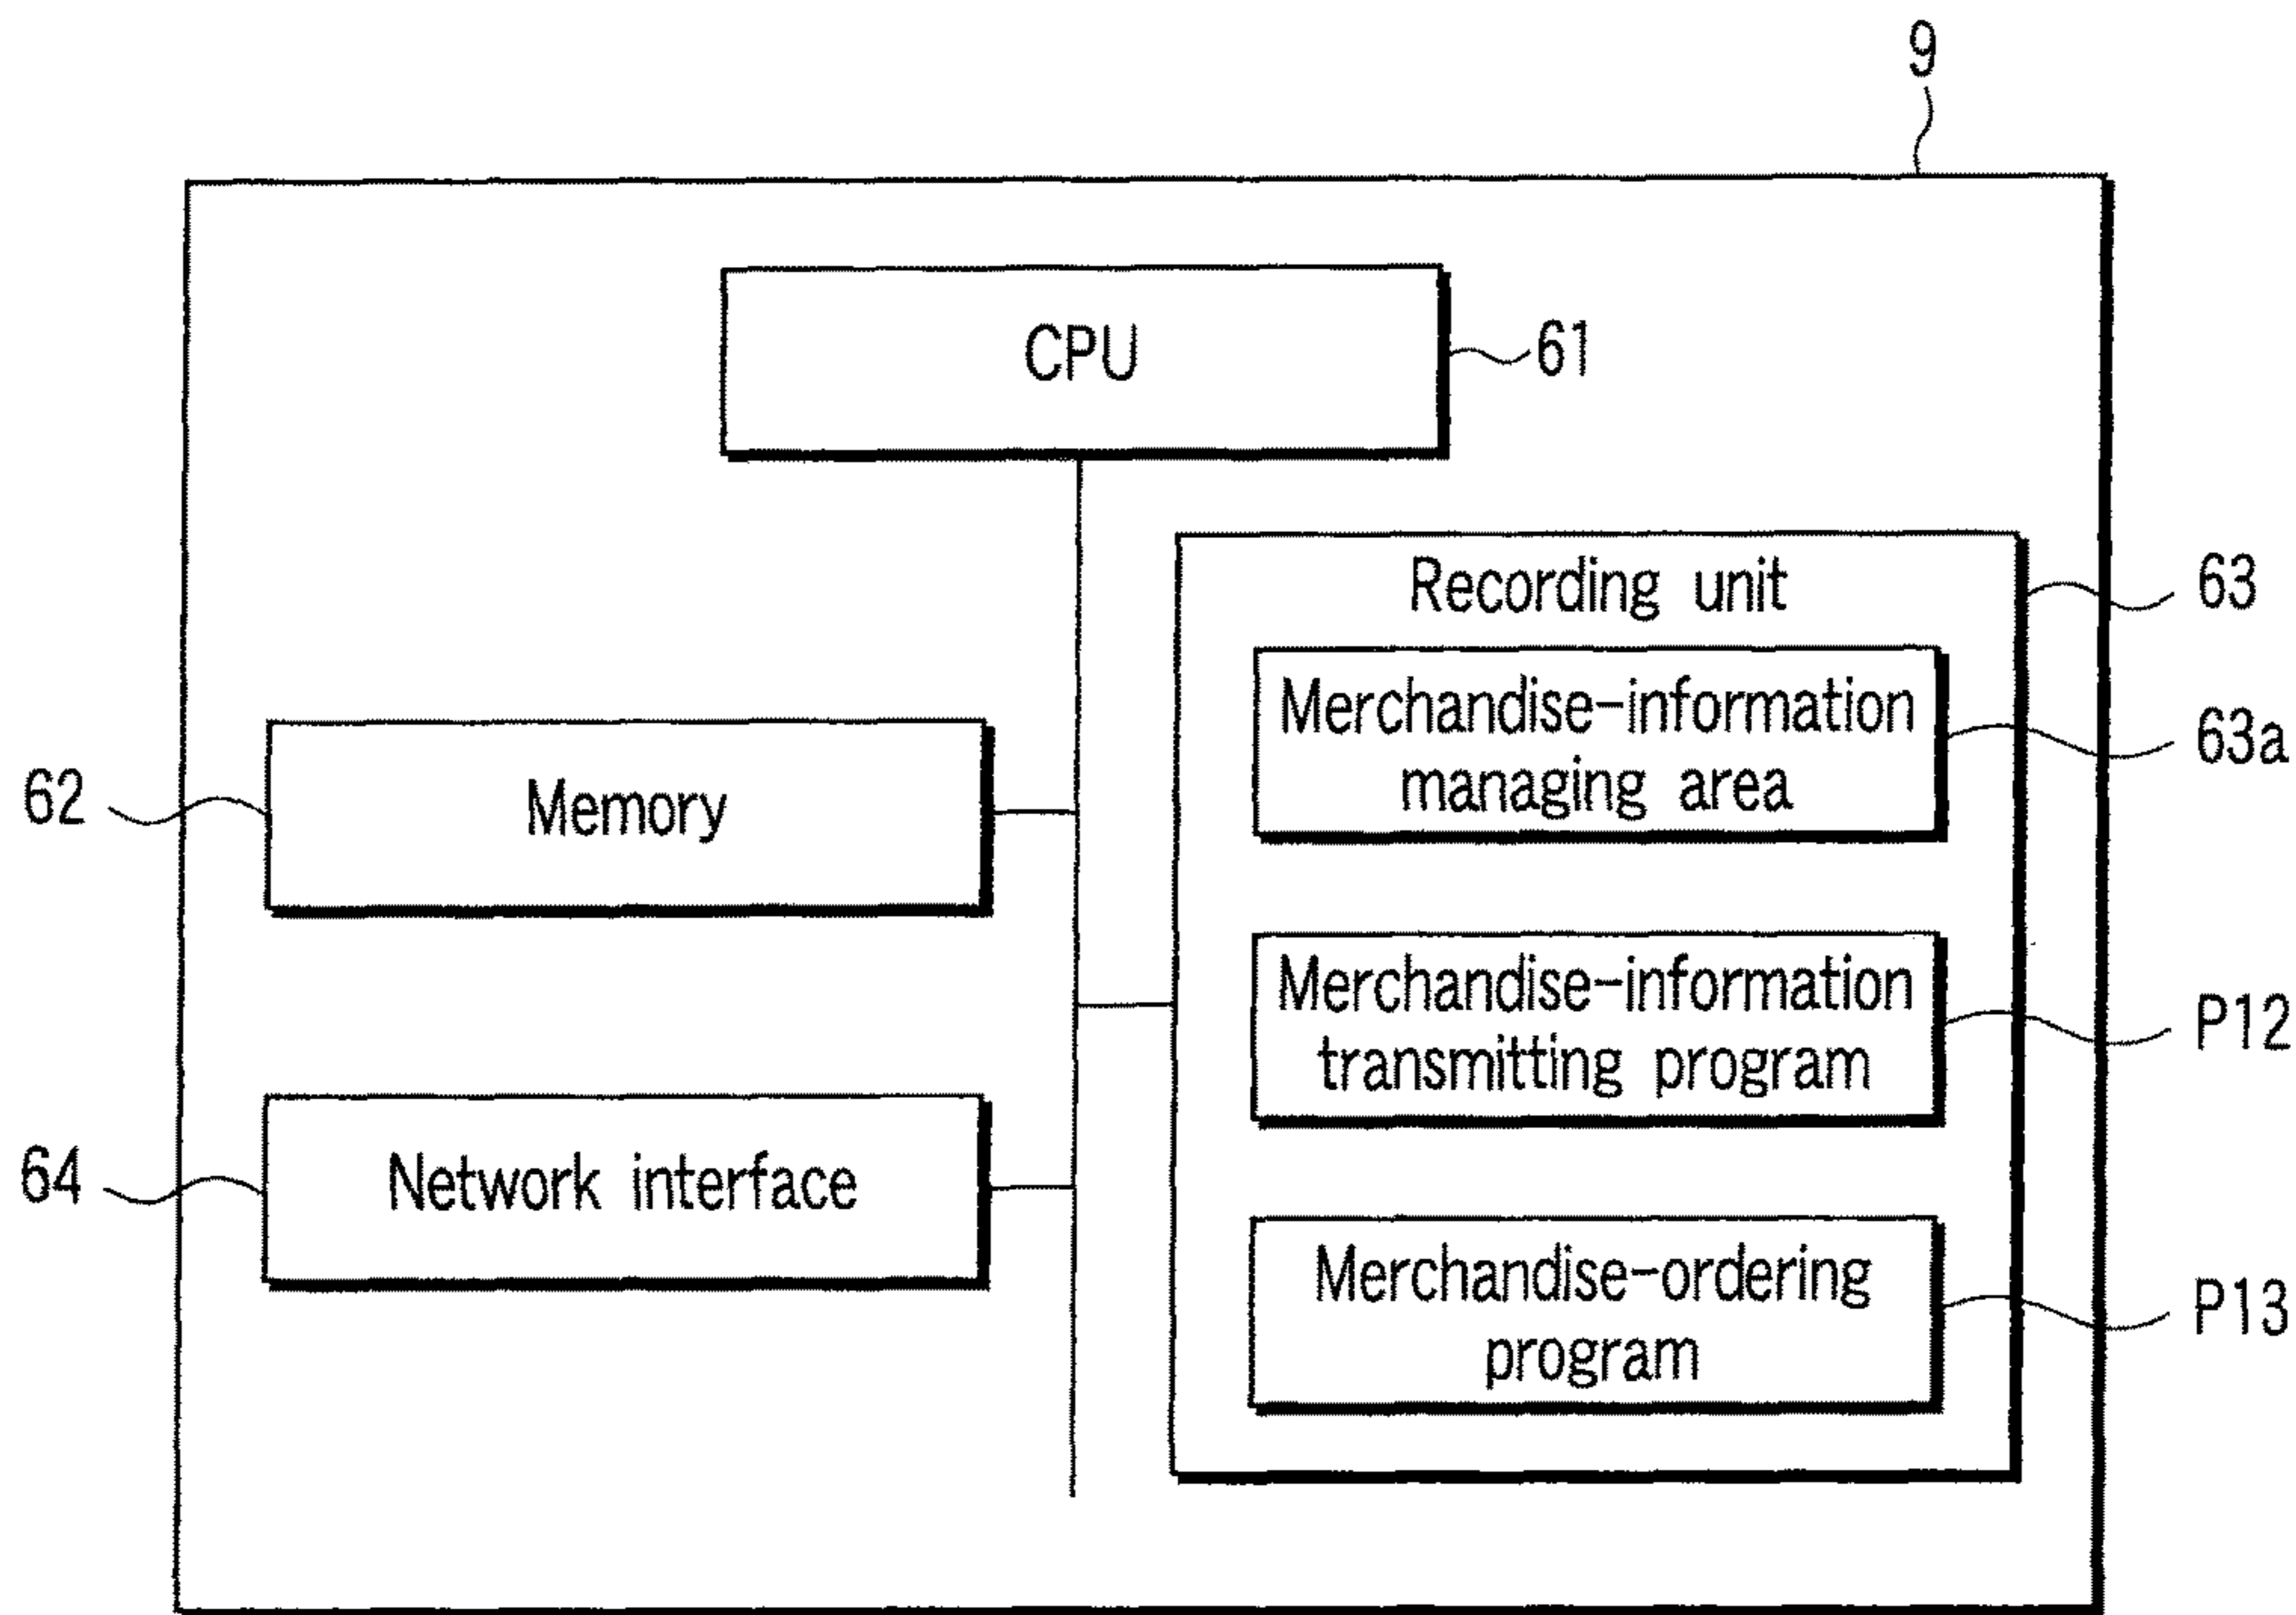 9
CPU
61
Recording unit
63
Merchandise-information
managing area
63a
62
Memory
Merchandise-information
transmitting program
P12
64
Network interface
Merchandise-ordering
program
P13